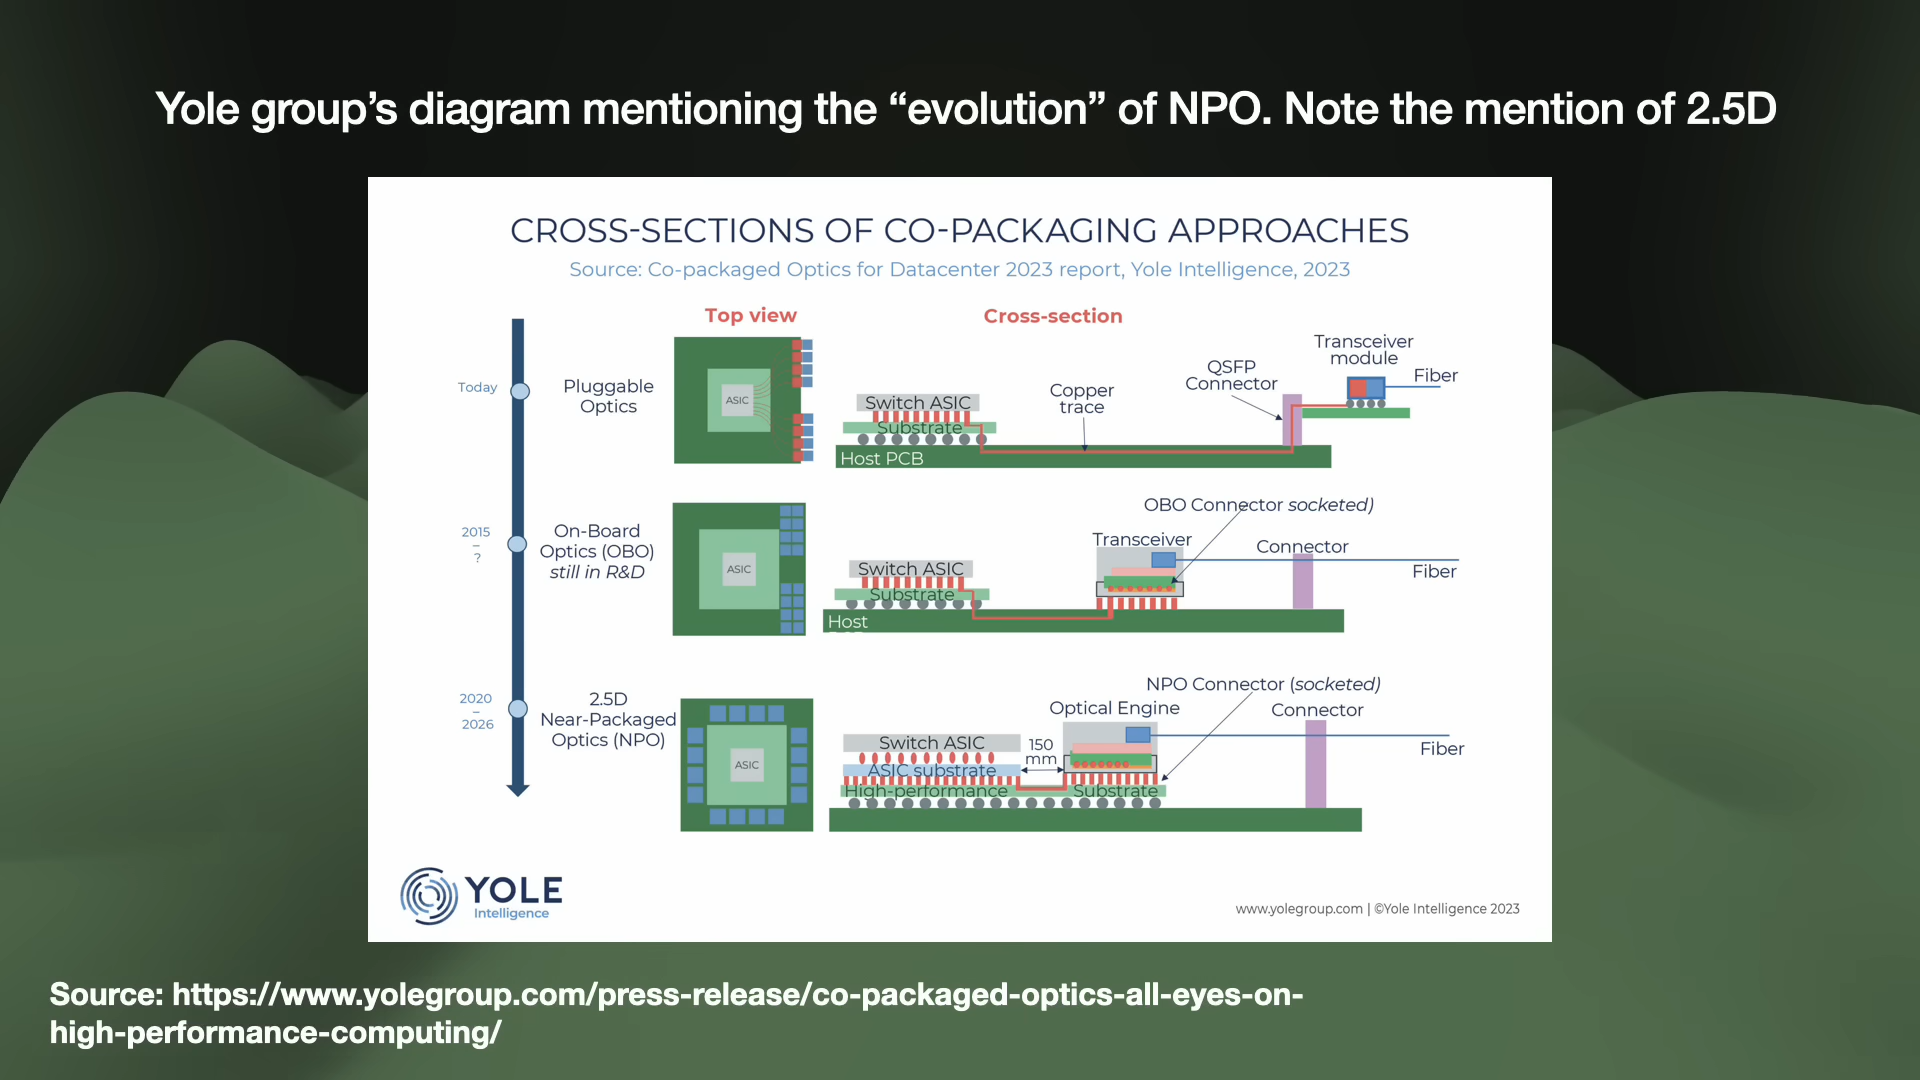 Yole group’s diagram mentioning the “evolution” of NPO. Note the mention of 2.5D
CROSS-SECTIONS OF CO-PACKAGING APPROACHES
Source: Co-packaged Optics for Datacenter 2023 report, Yole Intelligence, 2023
Top view
Cross-section
Today
Pluggable
Optics
ASIC
Switch ASIC
Substrate
Host PCB
Copper
trace
QSFP
Connector
Transceiver
module
Fiber
2015
–
?
On-Board
Optics (OBO)
still in R&D
ASIC
Switch ASIC
Substrate
Host
OBO Connector socketed)
Transceiver
Connector
Fiber
2020
–
2026
2.5D
Near-Packaged
Optics (NPO)
ASIC
Switch ASIC
ASIC substrate
High-performance
Substrate
150
mm
NPO Connector (socketed)
Optical Engine
Connector
Fiber
YOLE
Intelligence
www.yolegroup.com | ©Yole Intelligence 2023
Source: https://www.yolegroup.com/press-release/co-packaged-optics-all-eyes-on-
high-performance-computing/